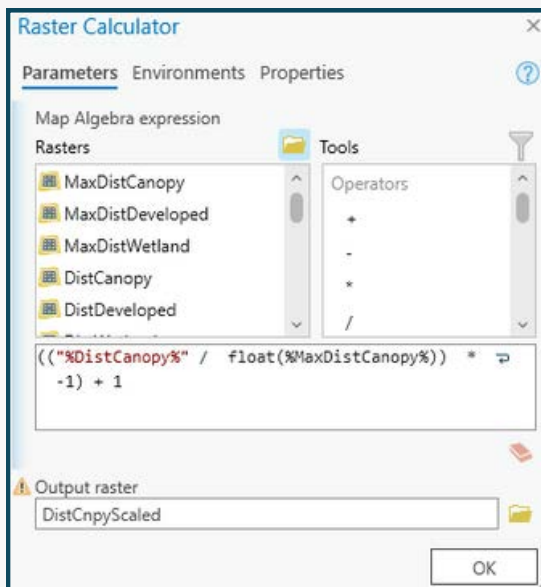 Raster Calculator
Parameters Environments Properties
Map Algebra expression
Rasters Tools
MaxDistCanopy
MaxDistDeveloped
MaxDistWetland
DistCanopy
DistDeveloped
Operators
+
-
*
/
(("%DistCanopy%" / float(%MaxDistCanopy%)) *
-1) + 1
Output raster
DistCnpyScaled
OK